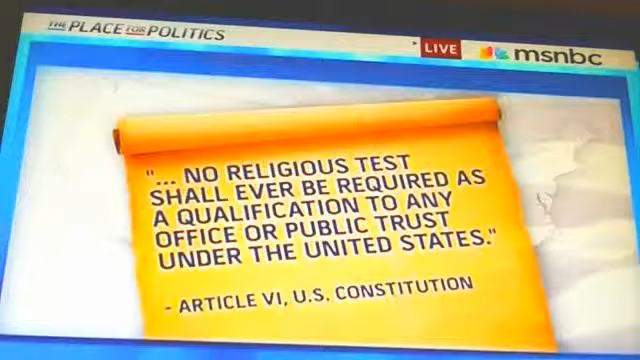 THE PLACE FOR POLITICS
LIVE
msnbc
"... NO RELIGIOUS TEST
SHALL EVER BE REQUIRED AS
A QUALIFICATION TO ANY
OFFICE OR PUBLIC TRUST
UNDER THE UNITED STATES."
- ARTICLE VI, U.S. CONSTITUTION